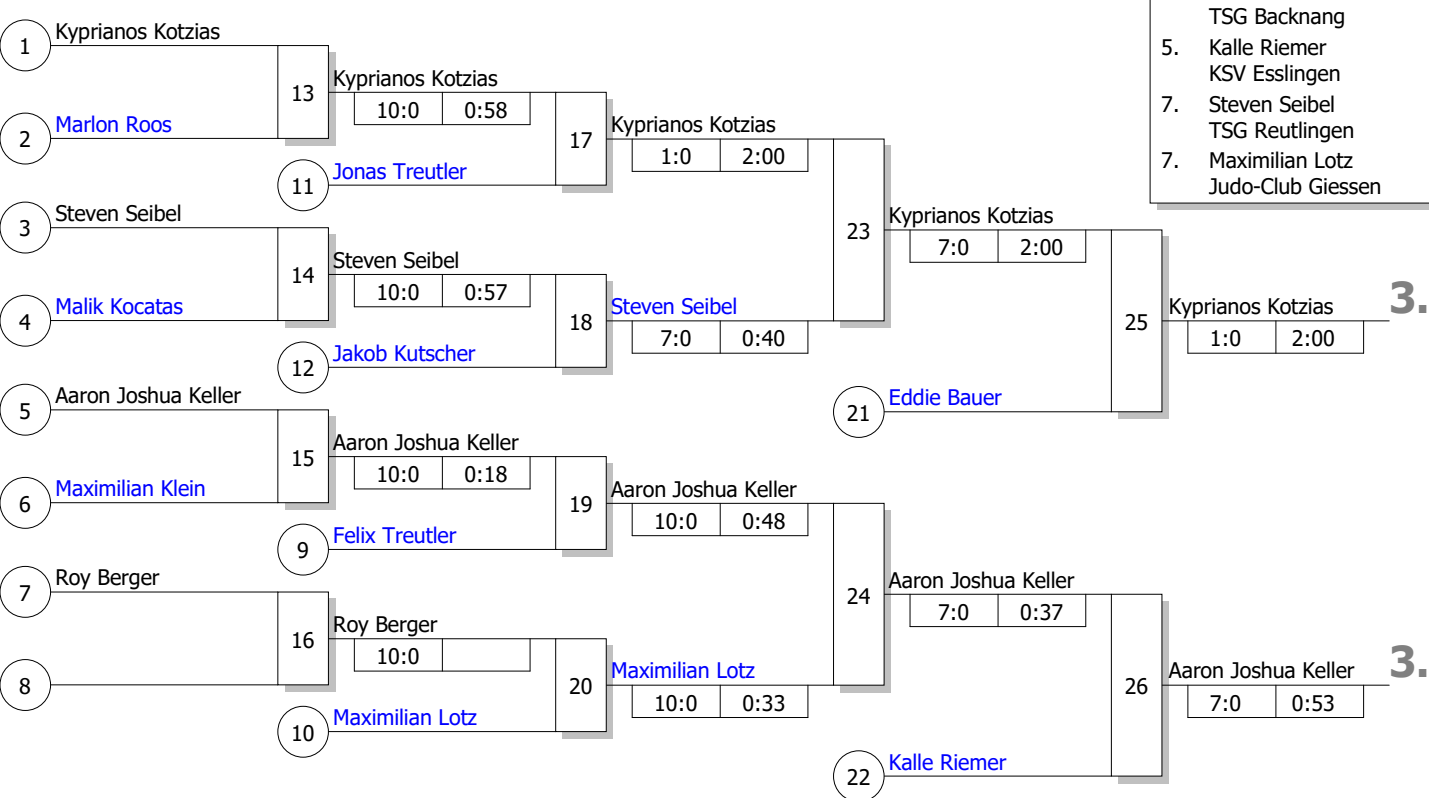 TSG Backnang
5. Kalle Riemer
KSV Esslingen
7. Steven Seibel
TSG Reutlingen
7. Maximilian Lotz
Judo-Club Giessen
1 Kyprianos Kotzias
2 Marlon Roos
13 Kyprianos Kotzias
10:0 0:58
11 Jonas Treutler
17 Kyprianos Kotzias
1:0 2:00
3 Steven Seibel
4 Malik Kocatas
14 Steven Seibel
10:0 0:57
12 Jakob Kutscher
18 Steven Seibel
7:0 0:40
23 Kyprianos Kotzias
7:0 2:00
21 Eddie Bauer
25 Kyprianos Kotzias 3.
1:0 2:00
5 Aaron Joshua Keller
6 Maximilian Klein
15 Aaron Joshua Keller
10:0 0:18
9 Felix Treutler
19 Aaron Joshua Keller
10:0 0:48
7 Roy Berger
8
16 Roy Berger
10:0
10 Maximilian Lotz
20 Maximilian Lotz
10:0 0:33
24 Aaron Joshua Keller
7:0 0:37
22 Kalle Riemer
26 Aaron Joshua Keller 3.
7:0 0:53